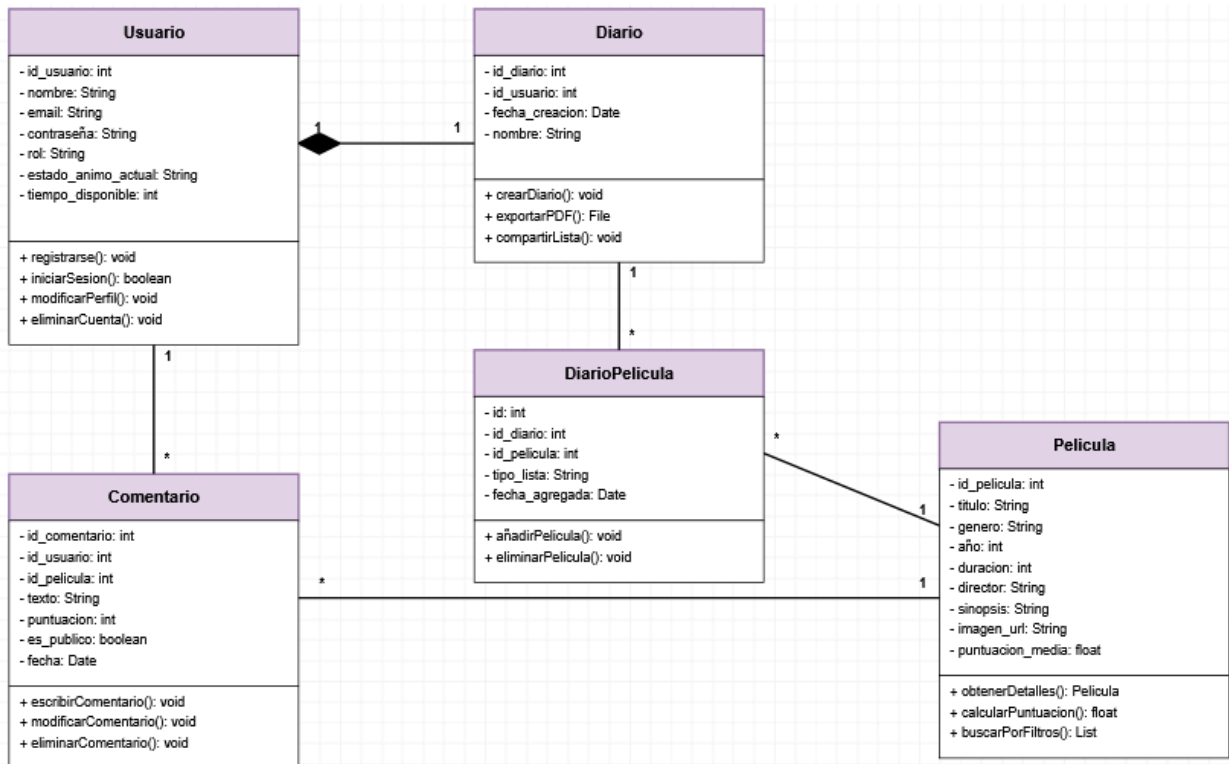 Usuario
- id_usuario: int
- nombre: String
- email: String
- contraseña: String
- rol: String
- estado_animo_actual: String
- tiempo_disponible: int
+ registrarse(): void
+ iniciarSesion(): boolean
+ modificarPerfil(): void
+ eliminarCuenta(): void
1
1
Diario
- id_diario: int
- id_usuario: int
- fecha_creacion: Date
- nombre: String
+ crearDiario(): void
+ exportarPDF(): File
+ compartirLista(): void
1
*
1
*
DiarioPelicula
- id: int
- id_diario: int
- id_pelicula: int
- tipo_lista: String
- fecha_agregada: Date
+ añadirPelicula(): void
+ eliminarPelicula(): void
*
1
Comentario
- id_comentario: int
- id_usuario: int
- id_pelicula: int
- texto: String
- puntuacion: int
- es_publico: boolean
- fecha: Date
+ escribirComentario(): void
+ modificarComentario(): void
+ eliminarComentario(): void
*
1
Pelicula
- id_pelicula: int
- titulo: String
- genero: String
- año: int
- duracion: int
- director: String
- sinopsis: String
- imagen_url: String
- puntuacion_media: float
+ obtenerDetalles(): Pelicula
+ calcularPuntuacion(): float
+ buscarPorFiltros(): List